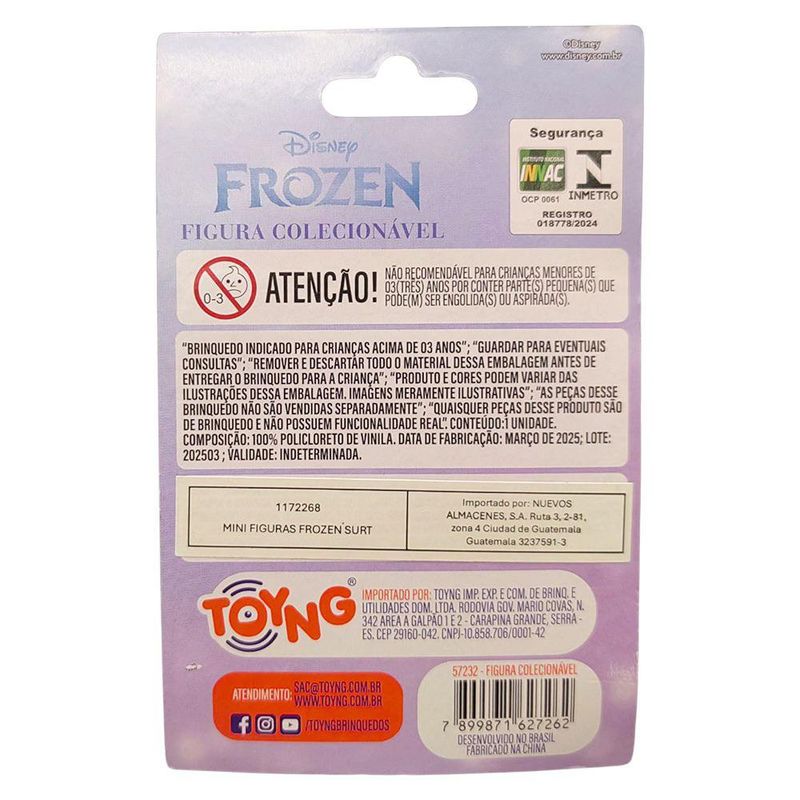 ©Disney
www.disney.com.br
Disney
FROZEN
FIGURA COLECIONÁVEL
Segurança
INSTITUTO NACIONAL
INNAC
OCP 0061
INMETRO
REGISTRO
018778/2024
0-3
ATENÇÃO!
NÃO RECOMENDÁVEL PARA CRIANÇAS MENORES DE
03(TRÊS) ANOS POR CONTER PARTE(S) PEQUENA(S) QUE
PODE(M) SER ENGOLIDA(S) OU ASPIRADA(S).
"BRINQUEDO INDICADO PARA CRIANÇAS ACIMA DE 03 ANOS"; "GUARDAR PARA EVENTUAIS
CONSULTAS"; "REMOVER E DESCARTAR TODO O MATERIAL DESSA EMBALAGEM ANTES DE
ENTREGAR O BRINQUEDO PARA A CRIANÇA"; "PRODUTO E CORES PODEM VARIAR DAS
ILUSTRAÇÕES DESSA EMBALAGEM. IMAGENS MERAMENTE ILUSTRATIVAS"; "AS PEÇAS DESSE
BRINQUEDO NÃO SÃO VENDIDAS SEPARADAMENTE"; "QUAISQUER PEÇAS DESSE PRODUTO SÃO
DE BRINQUEDO E NÃO POSSUEM FUNCIONALIDADE REAL". CONTEÚDO:1 UNIDADE.
COMPOSIÇÃO: 100% POLICLORETO DE VINILA. DATA DE FABRICAÇÃO: MARÇO DE 2025; LOTE:
202503 ; VALIDADE: INDETERMINADA.
1172268
MINI FIGURAS FROZEN SURT
Importado por: NUEVOS
ALMACENES, S.A. Ruta 3, 2-81,
zona 4 Ciudad de Guatemala
Guatemala 3237591-3
TOYNG®
IMPORTADO POR: TOYNG IMP. EXP. E COM. DE BRINQ. E
UTILIDADES DOM. LTDA. RODOVIA GOV. MARIO COVAS, N.
342 AREA A GALPÃO 1 E 2 - CARAPINA GRANDE, SERRA -
ES. CEP 29160-042. CNPJ-10.858.706/0001-42
ATENDIMENTO:
SAC@TOYNG.COM.BR
WWW.TOYNG.COM.BR
/TOYNGBRINQUEDOS
57232 - FIGURA COLECIONÁVEL
7 899871 627262
DESENVOLVIDO NO BRASIL
FABRICADO NA CHINA